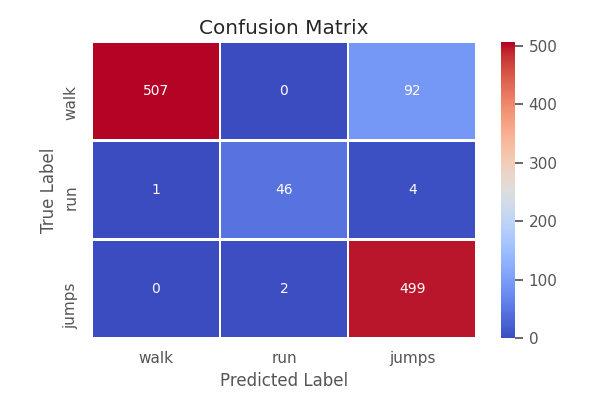 Confusion Matrix
True Label
walk
507
0
92
run
1
46
4
jumps
0
2
499
walk
run
jumps
Predicted Label
500
400
300
200
100
0